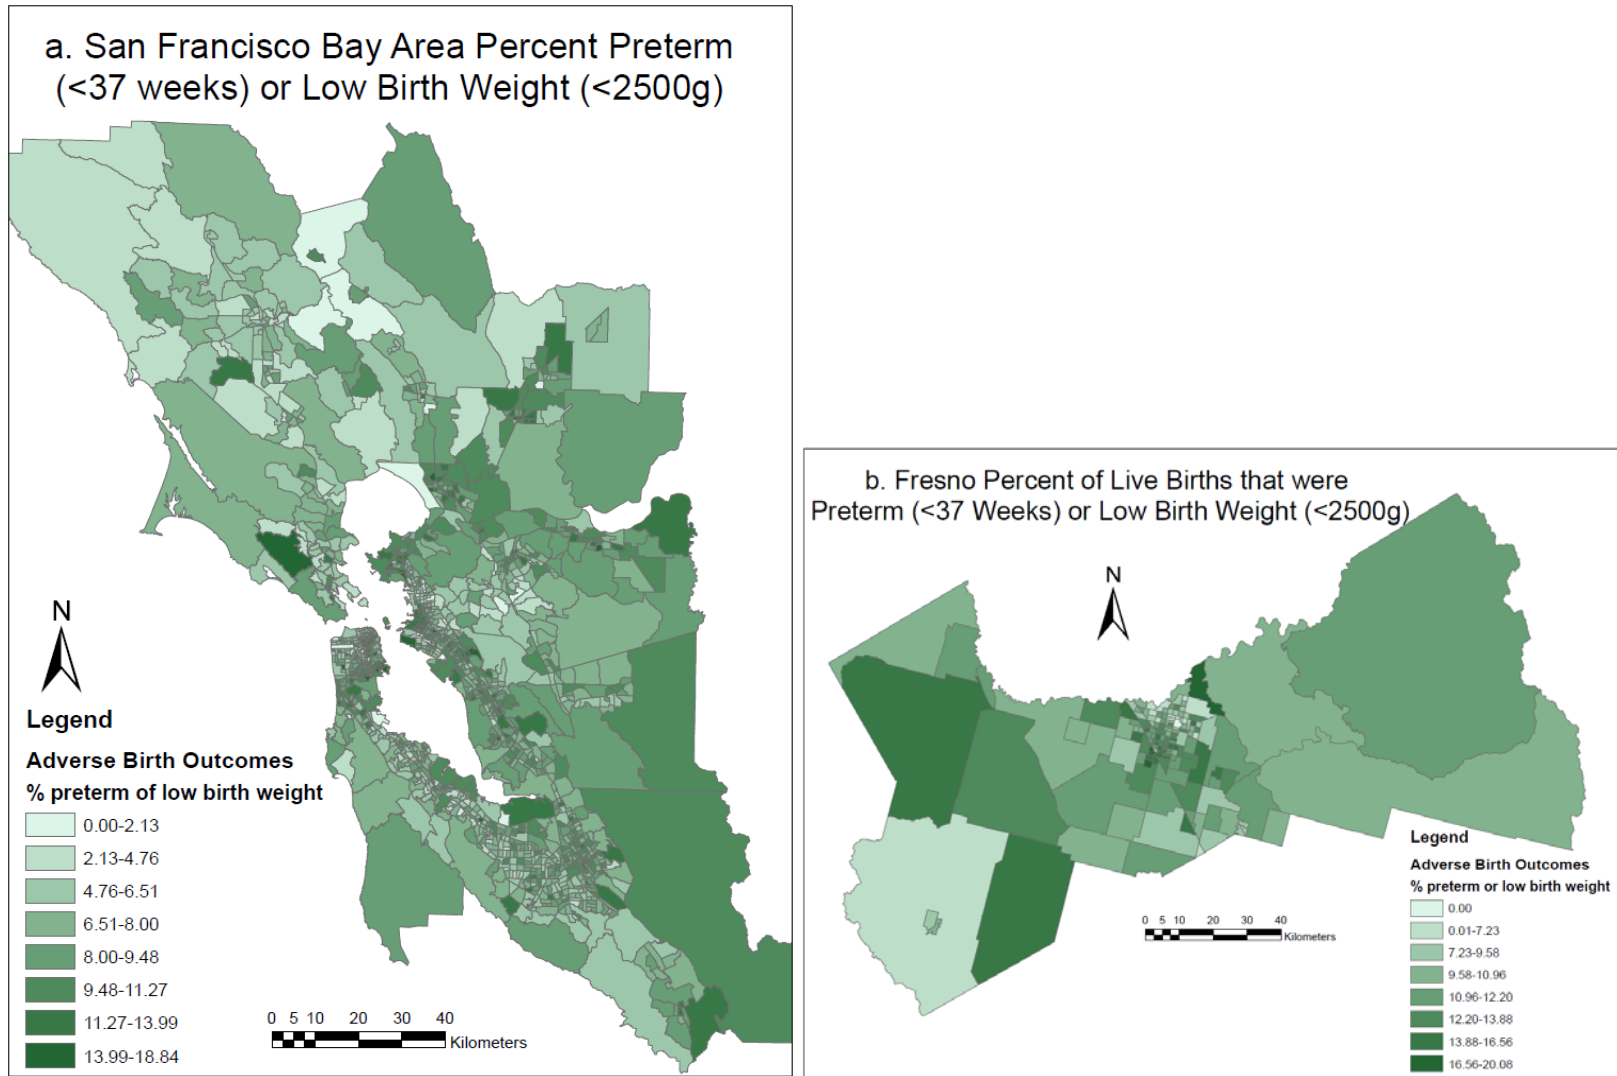 a. San Francisco Bay Area Percent Preterm
(<37 weeks) or Low Birth Weight (<2500g)
N
Legend
Adverse Birth Outcomes
% preterm of low birth weight
0.00-2.13
2.13-4.76
4.76-6.51
6.51-8.00
8.00-9.48
9.48-11.27
11.27-13.99
13.99-18.84
0 5 10 20 30 40
Kilometers
b. Fresno Percent of Live Births that were
Preterm (<37 Weeks) or Low Birth Weight (<2500g)
N
Legend
Adverse Birth Outcomes
% preterm or low birth weight
0.00
0.01-7.23
7.23-9.58
9.58-10.96
10.96-12.20
12.20-13.88
13.88-16.56
16.56-20.08
0 5 10 20 30 40
Kilometers